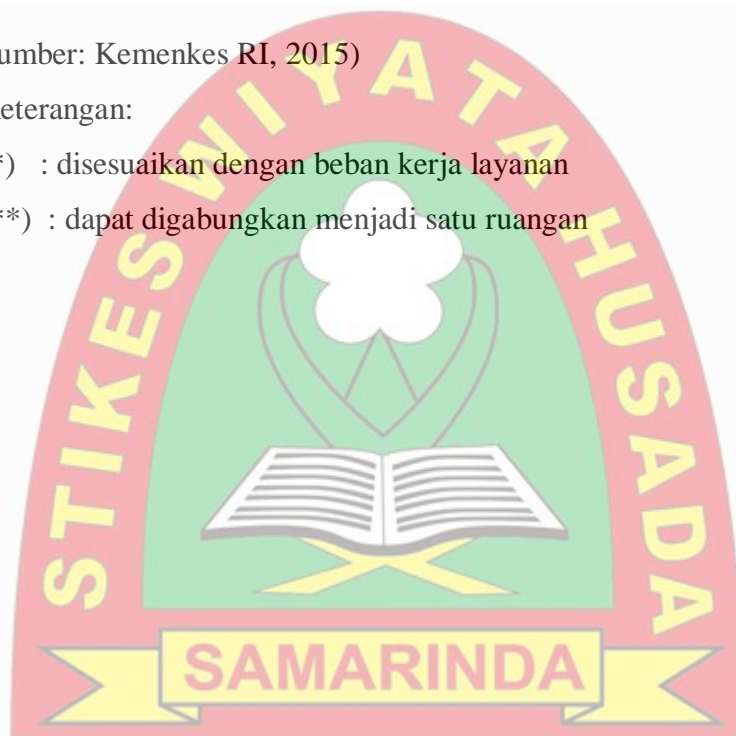 umber: Kemenkes RI, 2015)
eterangan:
*) : disesuaikan dengan beban kerja layanan
**) : dapat digabungkan menjadi satu ruangan
STIKES WIYATA HUSADA
SAMARINDA